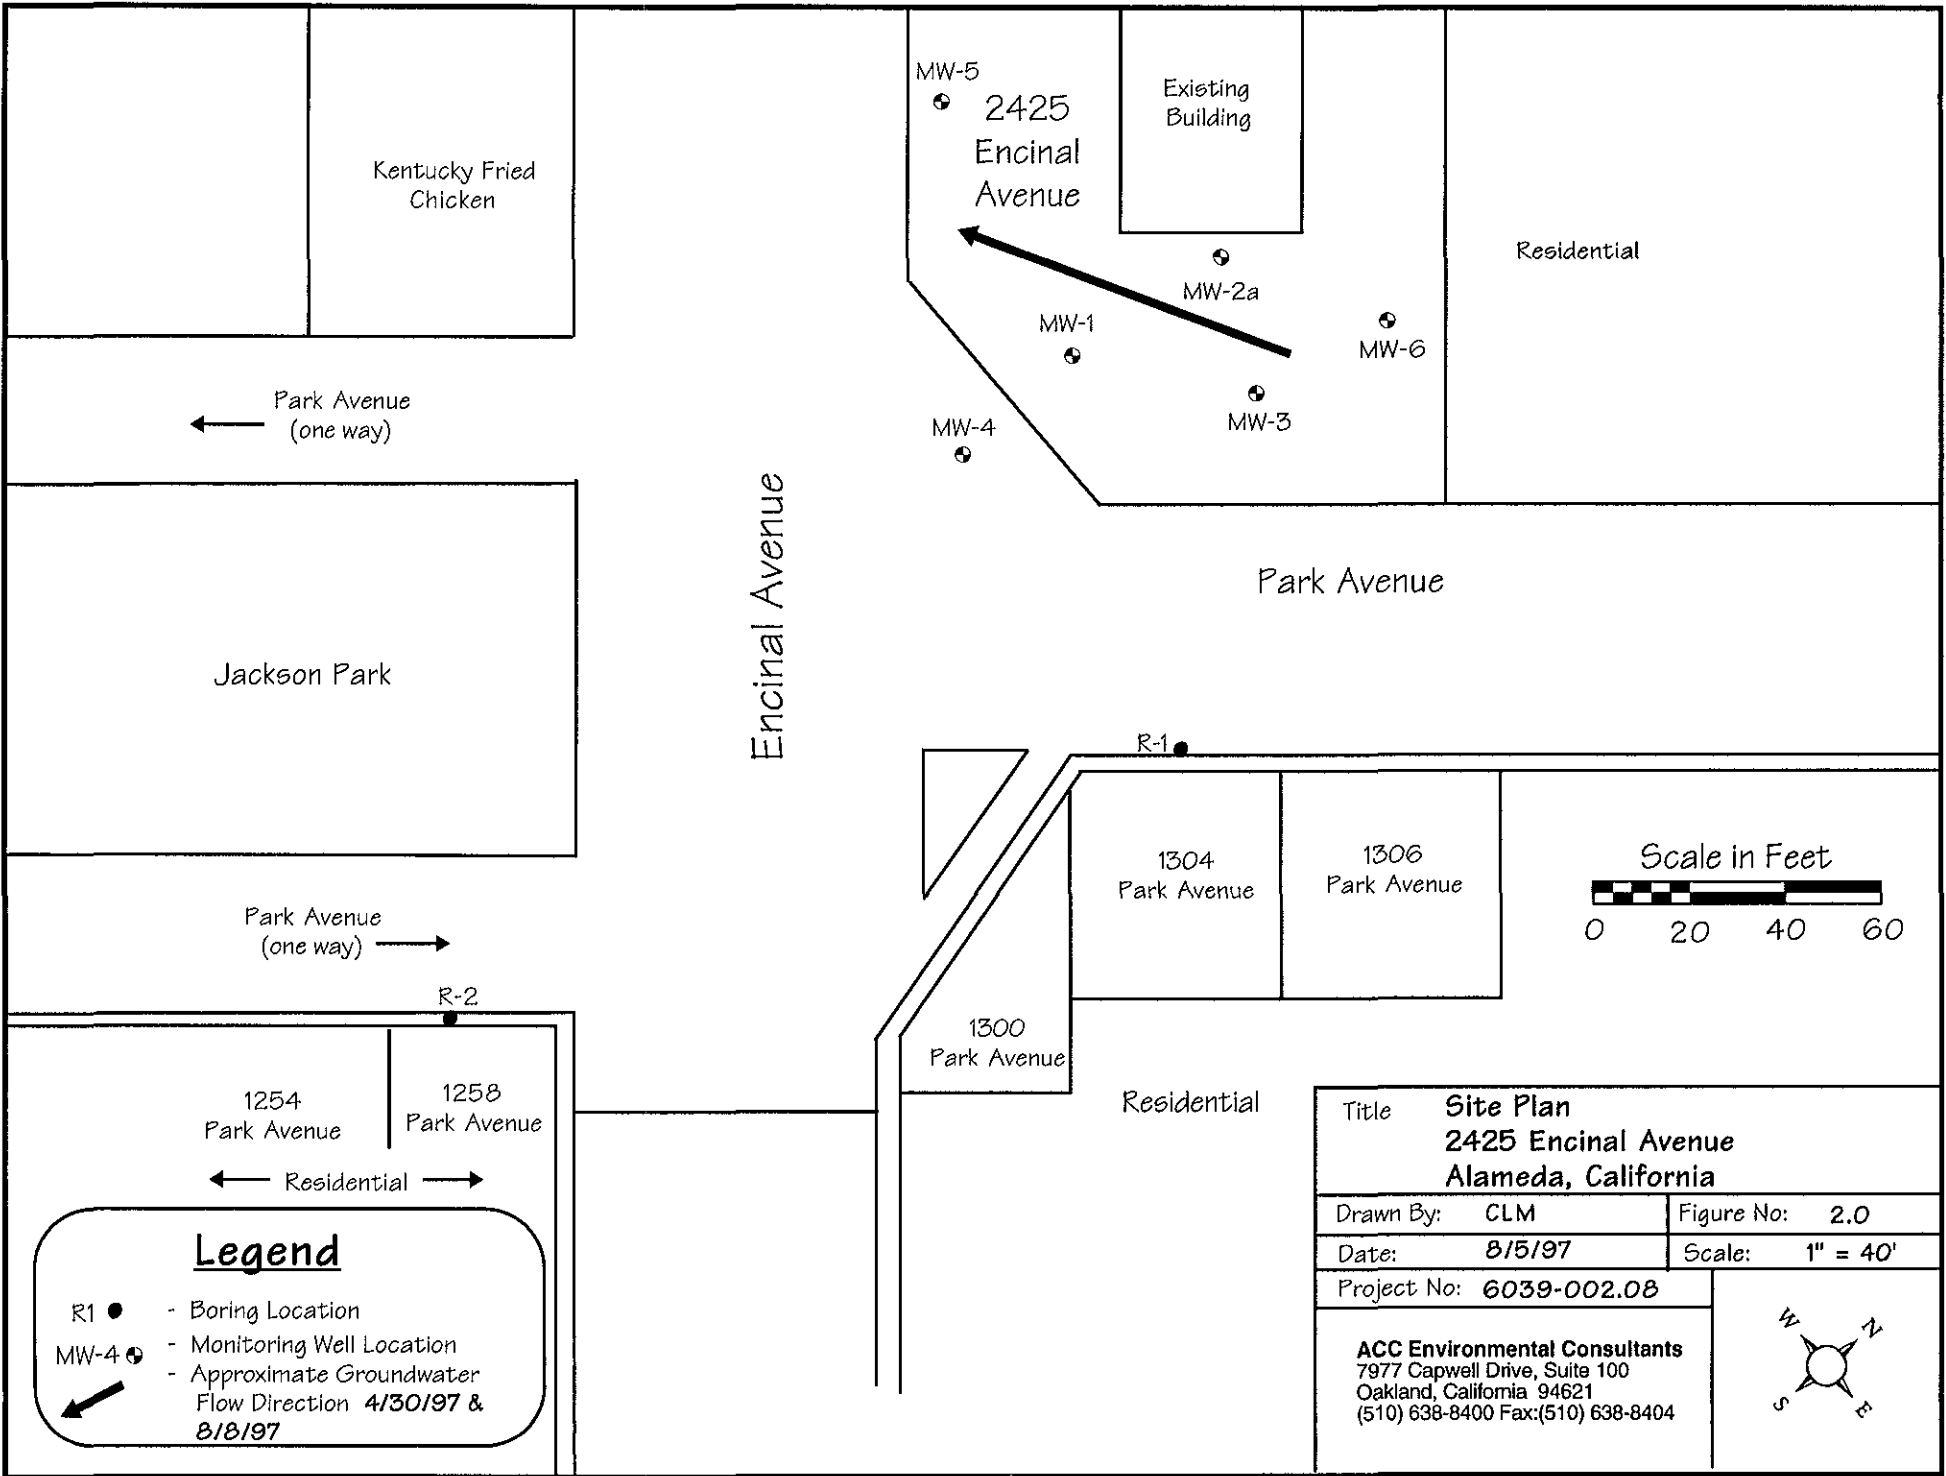 MW-5
2425
Encinal
Avenue
Existing
Building
Kentucky Fried
Chicken
Residential
MW-2a
MW-1
MW-6
MW-3
MW-4
Park Avenue
(one way)
Encinal Avenue
Park Avenue
Jackson Park
R-1
1304
Park Avenue
1306
Park Avenue
Scale in Feet
0 20 40 60
Park Avenue
(one way)
R-2
1300
Park Avenue
1254
Park Avenue
1258
Park Avenue
Residential
Residential
Legend
R1 - Boring Location
MW-4 - Monitoring Well Location
- Approximate Groundwater
Flow Direction 4/30/97 &
8/8/97
Title Site Plan
2425 Encinal Avenue
Alameda, California
Drawn By: CLM Figure No: 2.0
Date: 8/5/97 Scale: 1" = 40'
Project No: 6039-002.08
ACC Environmental Consultants
7977 Capwell Drive, Suite 100
Oakland, California 94621
(510) 638-8400 Fax:(510) 638-8404
W N
S E